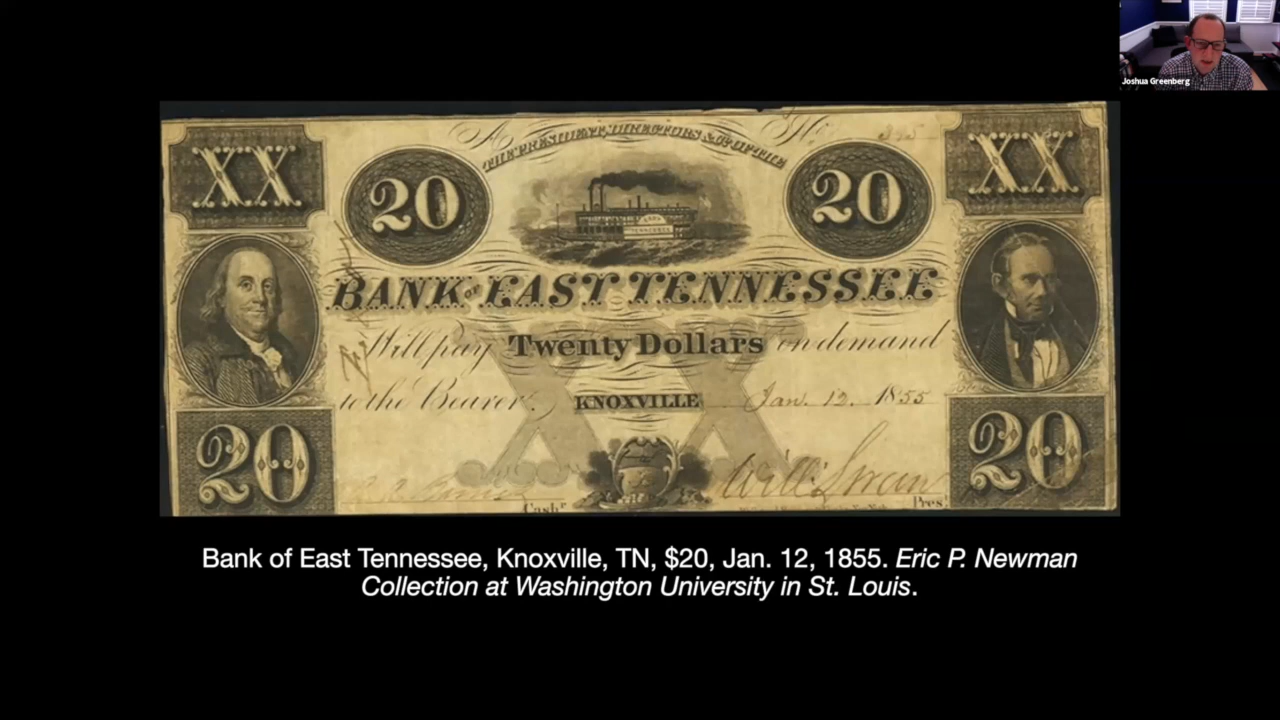 Joshua Greenberg
THE PRESIDENT, DIRECTORS & CO. OF THE
XX
20
20
XX
BANK OF EAST TENNESSEE
Will pay Twenty Dollars on demand
to the Bearer. KNOXVILLE Jan. 12. 1855
20
20
Cashr
Prest
Bank of East Tennessee, Knoxville, TN, $20, Jan. 12, 1855. Eric P. Newman
Collection at Washington University in St. Louis.